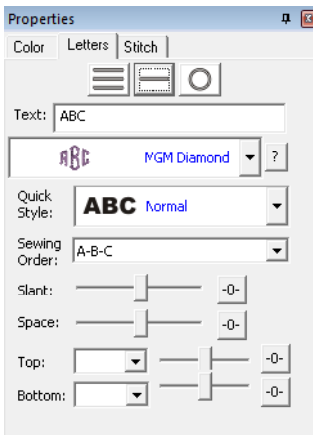 Properties
Color Letters Stitch
Text: ABC
ABC MGM Diamond ?
Quick Style: ABC Normal
Sewing Order: A-B-C
Slant: -0-
Space: -0-
Top: -0-
Bottom: -0-